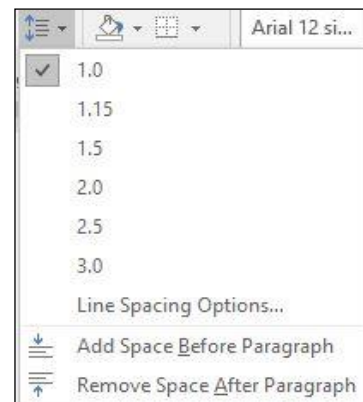 Arial 12 si...
1.0
1.15
1.5
2.0
2.5
3.0
Line Spacing Options...
Add Space Before Paragraph
Remove Space After Paragraph